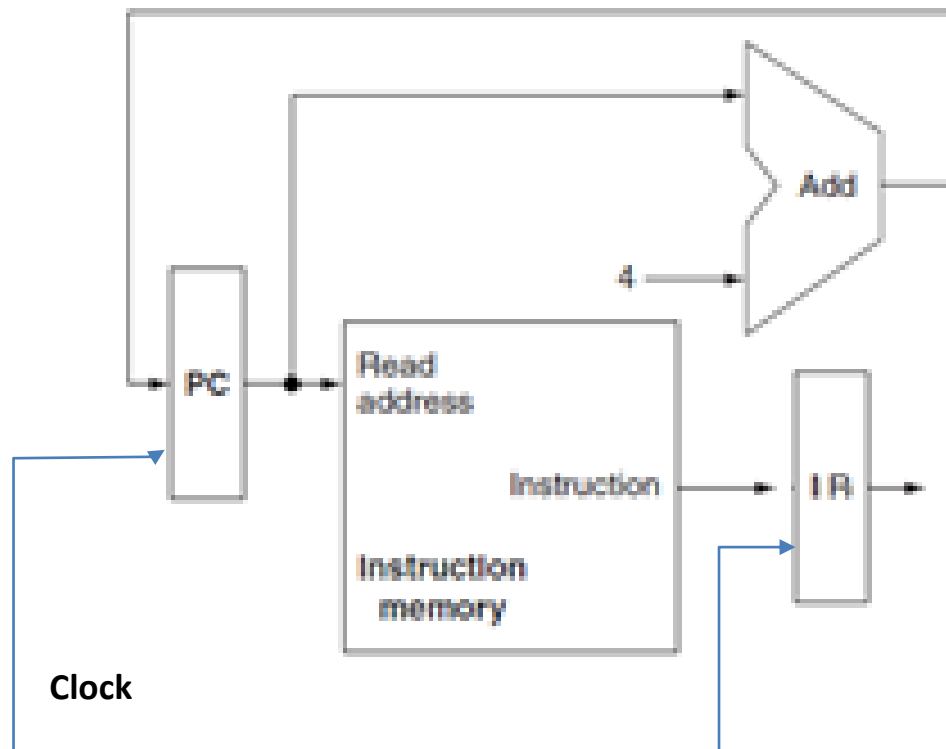 Add
4
PC
Read
address
Instruction
IR
Instruction
memory
Clock